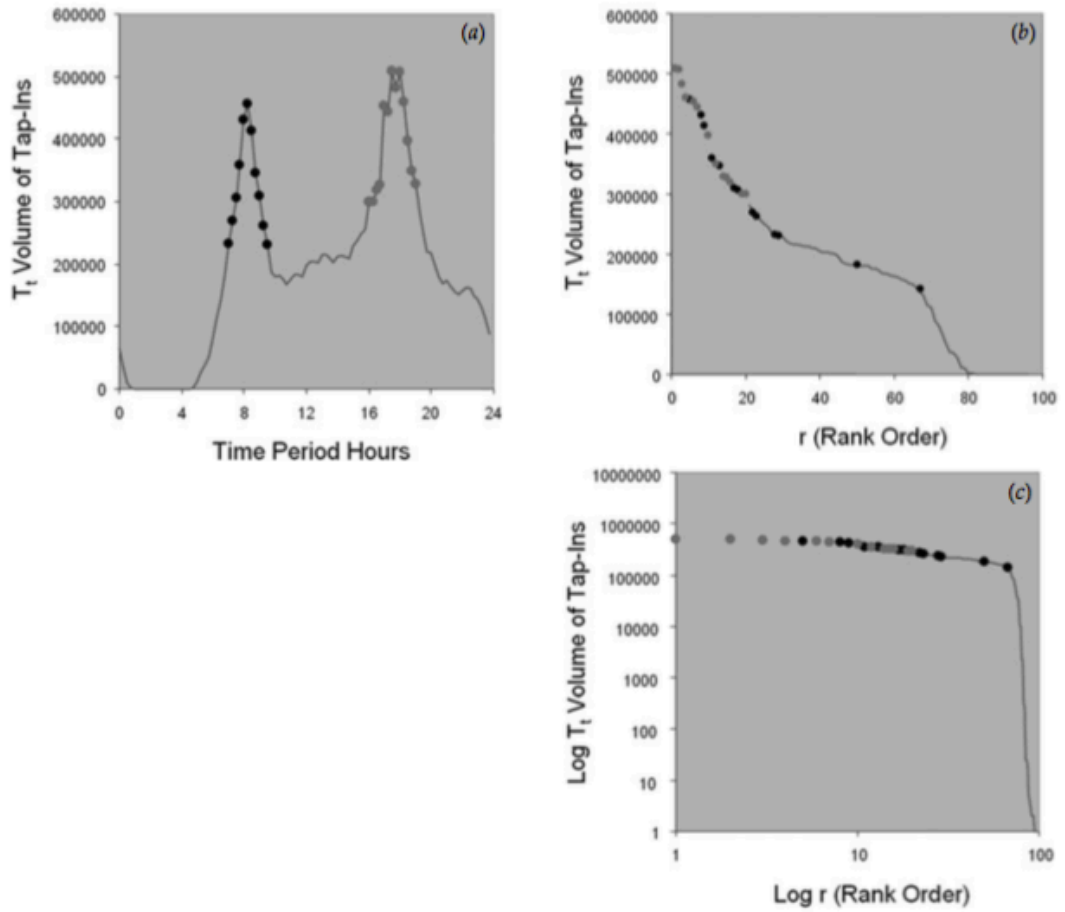 (a)
T_t Volume of Tap-Ins
600000
500000
400000
300000
200000
100000
0
0 4 8 12 16 20 24
Time Period Hours
(b)
T_t Volume of Tap-Ins
600000
500000
400000
300000
200000
100000
0
0 20 40 60 80 100
r (Rank Order)
(c)
Log T_t Volume of Tap-Ins
10000000
1000000
100000
10000
1000
100
10
1
1 10 100
Log r (Rank Order)